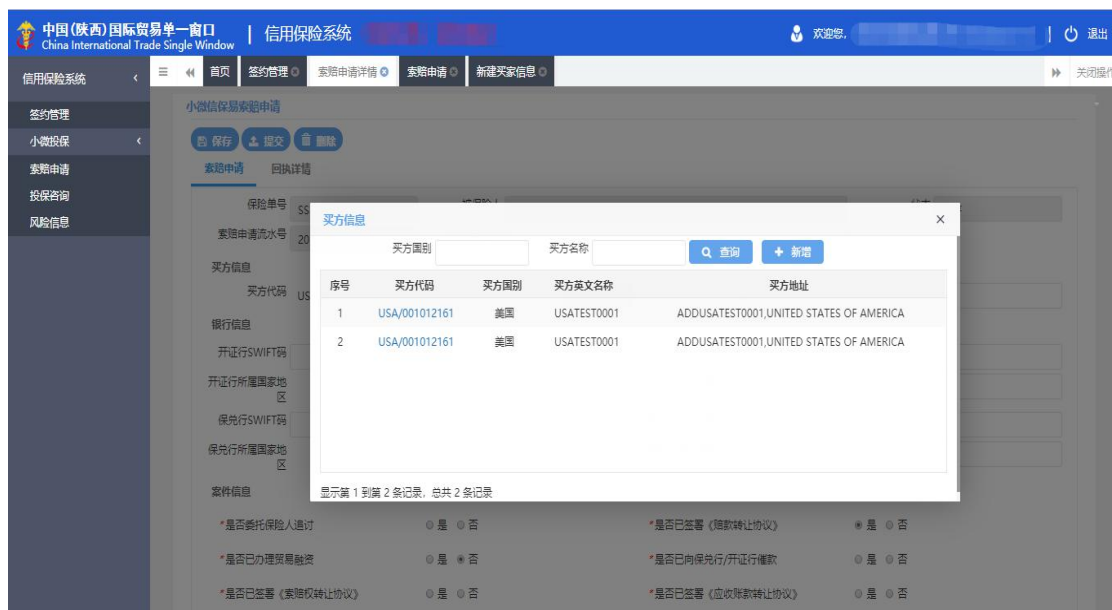 中国(陕西)国际贸易单一窗口 | 信用保险系统 欢迎您, | 退出
China International Trade Single Window
信用保险系统 首页 签约管理 索赔申请详情 索赔申请 新建买家信息 关闭操作
签约管理
小微投保
索赔申请
投保咨询
风险信息
小微信保易索赔申请
保存 提交 删除
索赔申请 回执详情
保险单号 SS
索赔申请流水号 20
买方信息
买方代码 US
银行信息
开证行SWIFT码
开证行所属国家地区
保兑行SWIFT码
保兑行所属国家地区
案件信息
买方信息 ×
买方国别 买方名称 查询 新增
序号 买方代码 买方国别 买方英文名称 买方地址
1 USA/001012161 美国 USATEST0001 ADDUSATEST0001,UNITED STATES OF AMERICA
2 USA/001012161 美国 USATEST0001 ADDUSATEST0001,UNITED STATES OF AMERICA
显示第 1 到第 2 条记录,总共 2 条记录
*是否委托保险人追讨 是 否 *是否已签署《赔款转让协议》 是 否
*是否已办理贸易融资 是 否 *是否已向保兑行/开证行催款 是 否
*是否已签署《索赔权转让协议》 是 否 *是否已签署《应收账款转让协议》 是 否